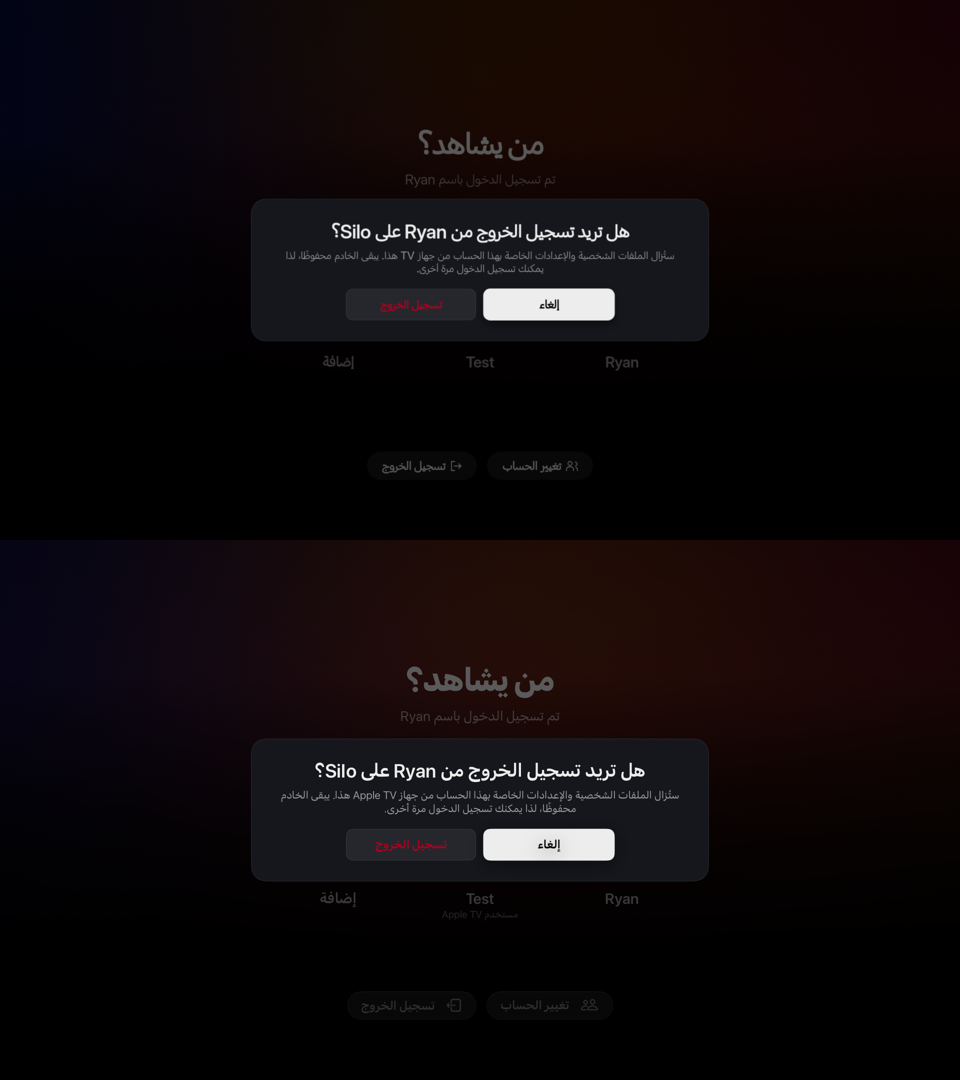 من يشاهد؟
تم تسجيل الدخول باسم Ryan
هل تريد تسجيل الخروج من Ryan على Silo؟
ستُزال الملفات الشخصية والإعدادات الخاصة بهذا الحساب من جهاز TV هذا. يبقى الخادم محفوظًا، لذا
يمكنك تسجيل الدخول مرة أخرى.
إلغاء
تسجيل الخروج
Ryan
Test
إضافة
تغيير الحساب
تسجيل الخروج
من يشاهد؟
تم تسجيل الدخول باسم Ryan
هل تريد تسجيل الخروج من Ryan على Silo؟
ستُزال الملفات الشخصية والإعدادات الخاصة بهذا الحساب من جهاز Apple TV هذا. يبقى الخادم
محفوظًا، لذا يمكنك تسجيل الدخول مرة أخرى.
إلغاء
تسجيل الخروج
Ryan
Test
إضافة
مستخدم Apple TV
تغيير الحساب
تسجيل الخروج